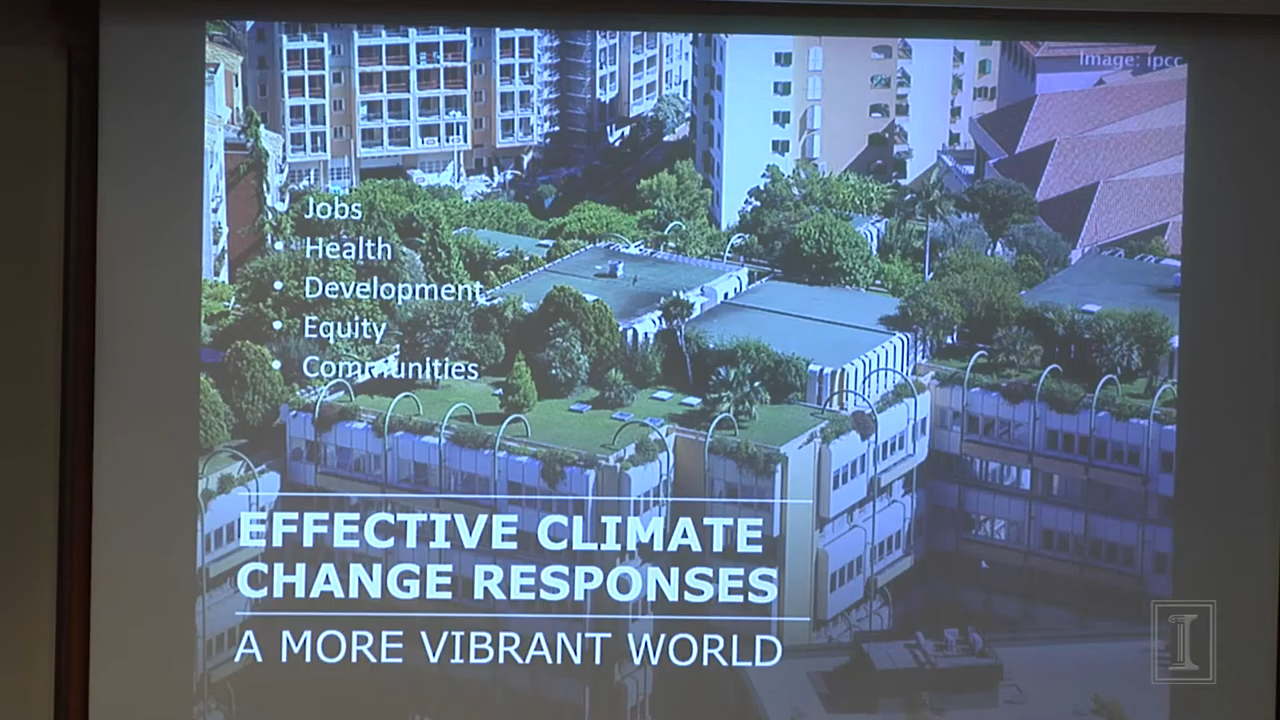 Image: ipcc
• Jobs
• Health
• Development
• Equity
• Communities
EFFECTIVE CLIMATE
CHANGE RESPONSES
A MORE VIBRANT WORLD
I